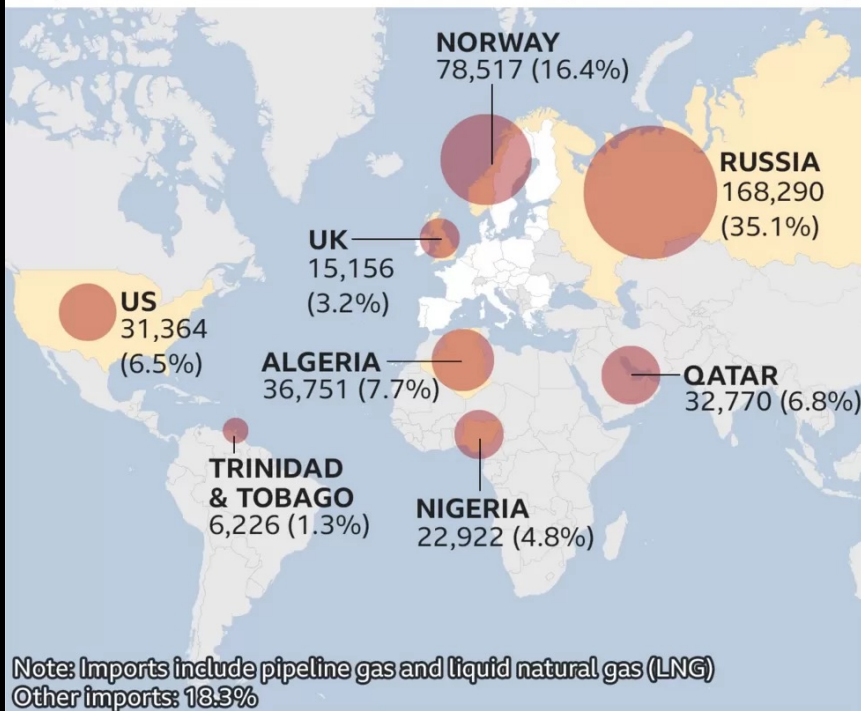 NORWAY
78,517 (16.4%)
RUSSIA
168,290
(35.1%)
UK
15,156
(3.2%)
US
31,364
(6.5%)
ALGERIA
36,751 (7.7%)
QATAR
32,770 (6.8%)
TRINIDAD
& TOBAGO
6,226 (1.3%)
NIGERIA
22,922 (4.8%)
Note: Imports include pipeline gas and liquid natural gas (LNG)
Other imports: 18.3%